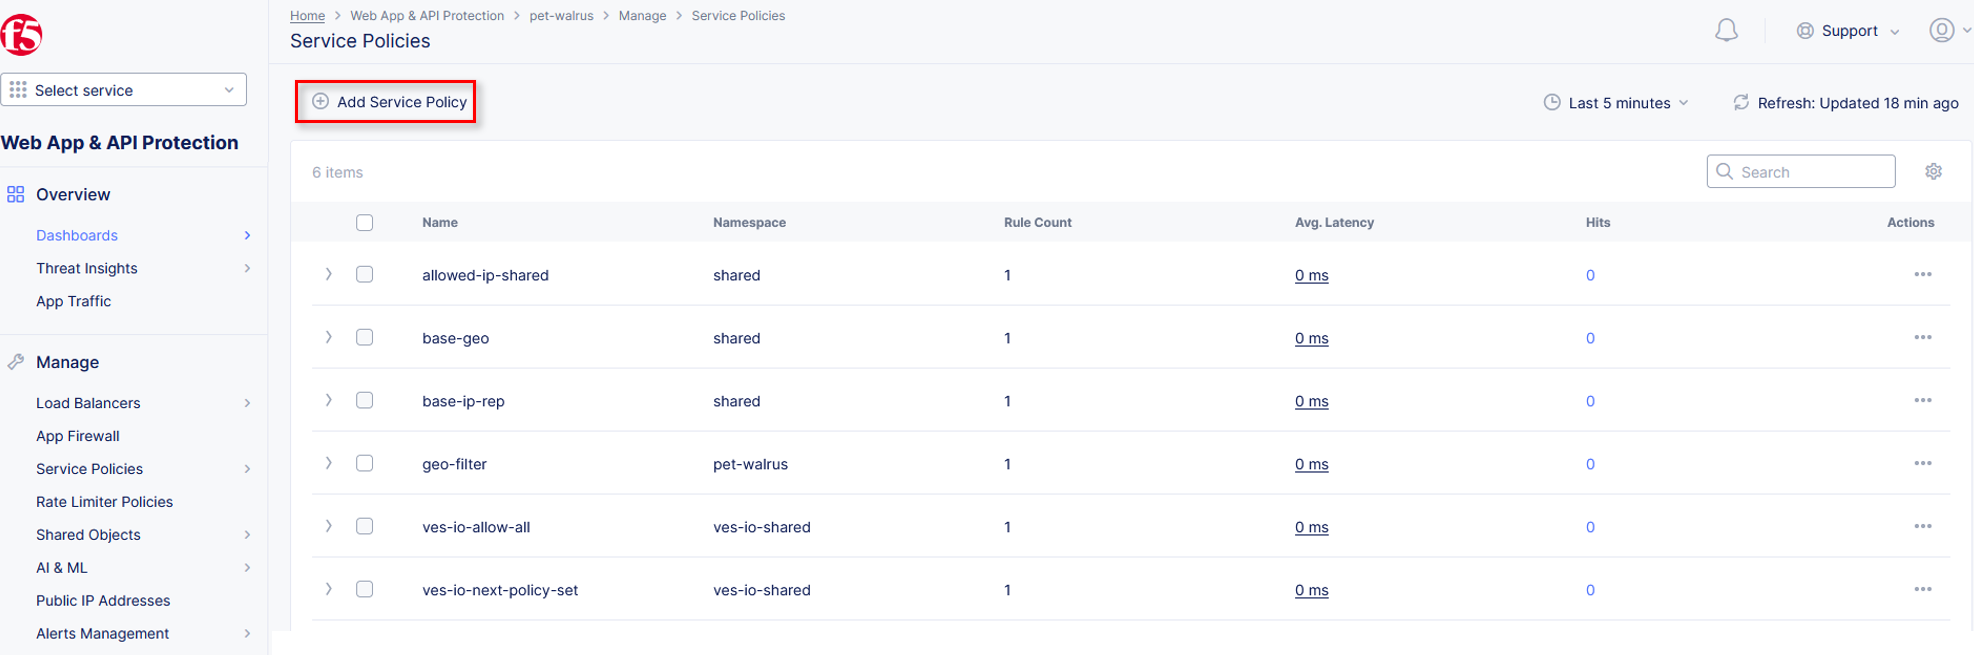 f5
Select service
Web App & API Protection
Overview
Dashboards
Threat Insights
App Traffic
Manage
Load Balancers
App Firewall
Service Policies
Rate Limiter Policies
Shared Objects
AI & ML
Public IP Addresses
Alerts Management
Home > Web App & API Protection > pet-walrus > Manage > Service Policies
Service Policies
Support
Add Service Policy
Last 5 minutes
Refresh: Updated 18 min ago
6 items
Search
Name Namespace Rule Count Avg. Latency Hits Actions
allowed-ip-shared shared 1 0 ms 0
base-geo shared 1 0 ms 0
base-ip-rep shared 1 0 ms 0
geo-filter pet-walrus 1 0 ms 0
ves-io-allow-all ves-io-shared 1 0 ms 0
ves-io-next-policy-set ves-io-shared 1 0 ms 0